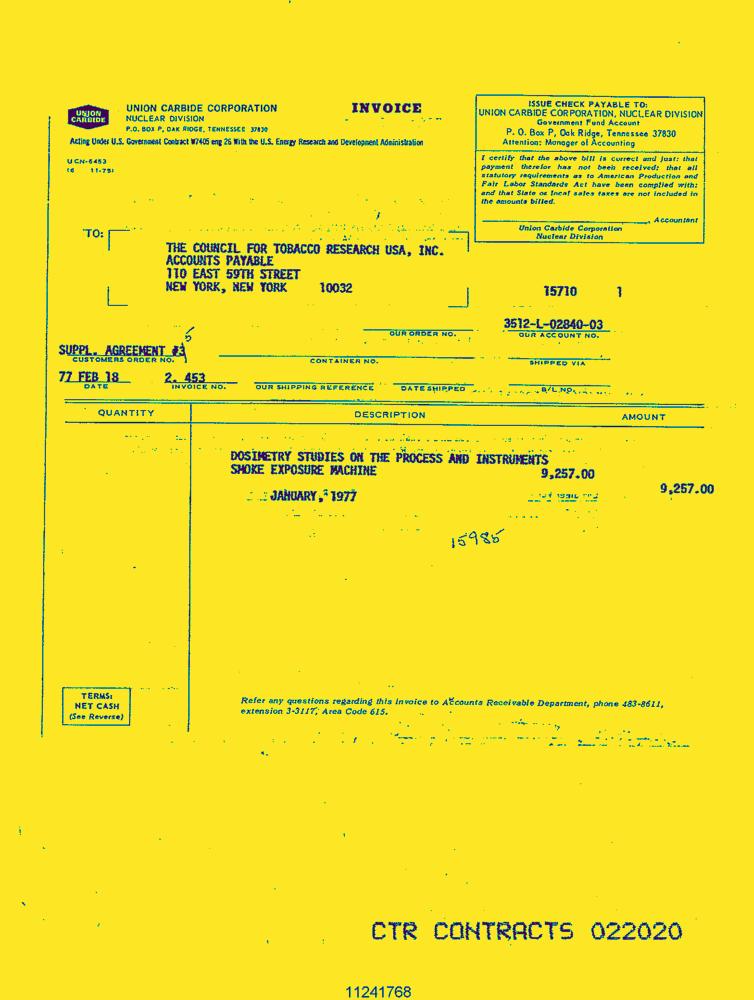 UNION CARBIDE
UNION CARBIDE CORPORATION
NUCLEAR DIVISION
P.O. BOX P, OAK RIDGE, TENNESSEE 37830
INVOICE
Acting Under U.S. Government Contract W7405 eng 26 With the U.S. Energy Research and Development Administration
UCN-6453
(6 11-75)
ISSUE CHECK PAYABLE TO:
UNION CARBIDE CORPORATION, NUCLEAR DIVISION
Government Fund Account
P. O. Box P, Oak Ridge, Tennessee 37830
Attention: Manager of Accounting
I certify that the above bill is correct and just: that
payment therefor has not been received; that all
statutory requirements as to American Production and
Fair Labor Standards Act have been complied with;
and that State or local sales taxes are not included in
the amounts billed.
, Accountant
Union Carbide Corporation
Nuclear Division
TO:
THE COUNCIL FOR TOBACCO RESEARCH USA, INC.
ACCOUNTS PAYABLE
110 EAST 59TH STREET
NEW YORK, NEW YORK 10032
15710 1
3512-L-02840-03
OUR ORDER NO. OUR ACCOUNT NO.
5
SUPPL. AGREEMENT #3
CUSTOMERS ORDER NO. CONTAINER NO. SHIPPED VIA
77 FEB 18 2. 453
DATE INVOICE NO. OUR SHIPPING REFERENCE DATE SHIPPED B/L NO.
QUANTITY DESCRIPTION AMOUNT
DOSIMETRY STUDIES ON THE PROCESS AND INSTRUMENTS
SMOKE EXPOSURE MACHINE 9,257.00
9,257.00
JANUARY, 1977
15985
TERMS:
NET CASH
(See Reverse)
Refer any questions regarding this invoice to Accounts Receivable Department, phone 483-8611,
extension 3-3117, Area Code 615.
CTR CONTRACTS 022020
11241768